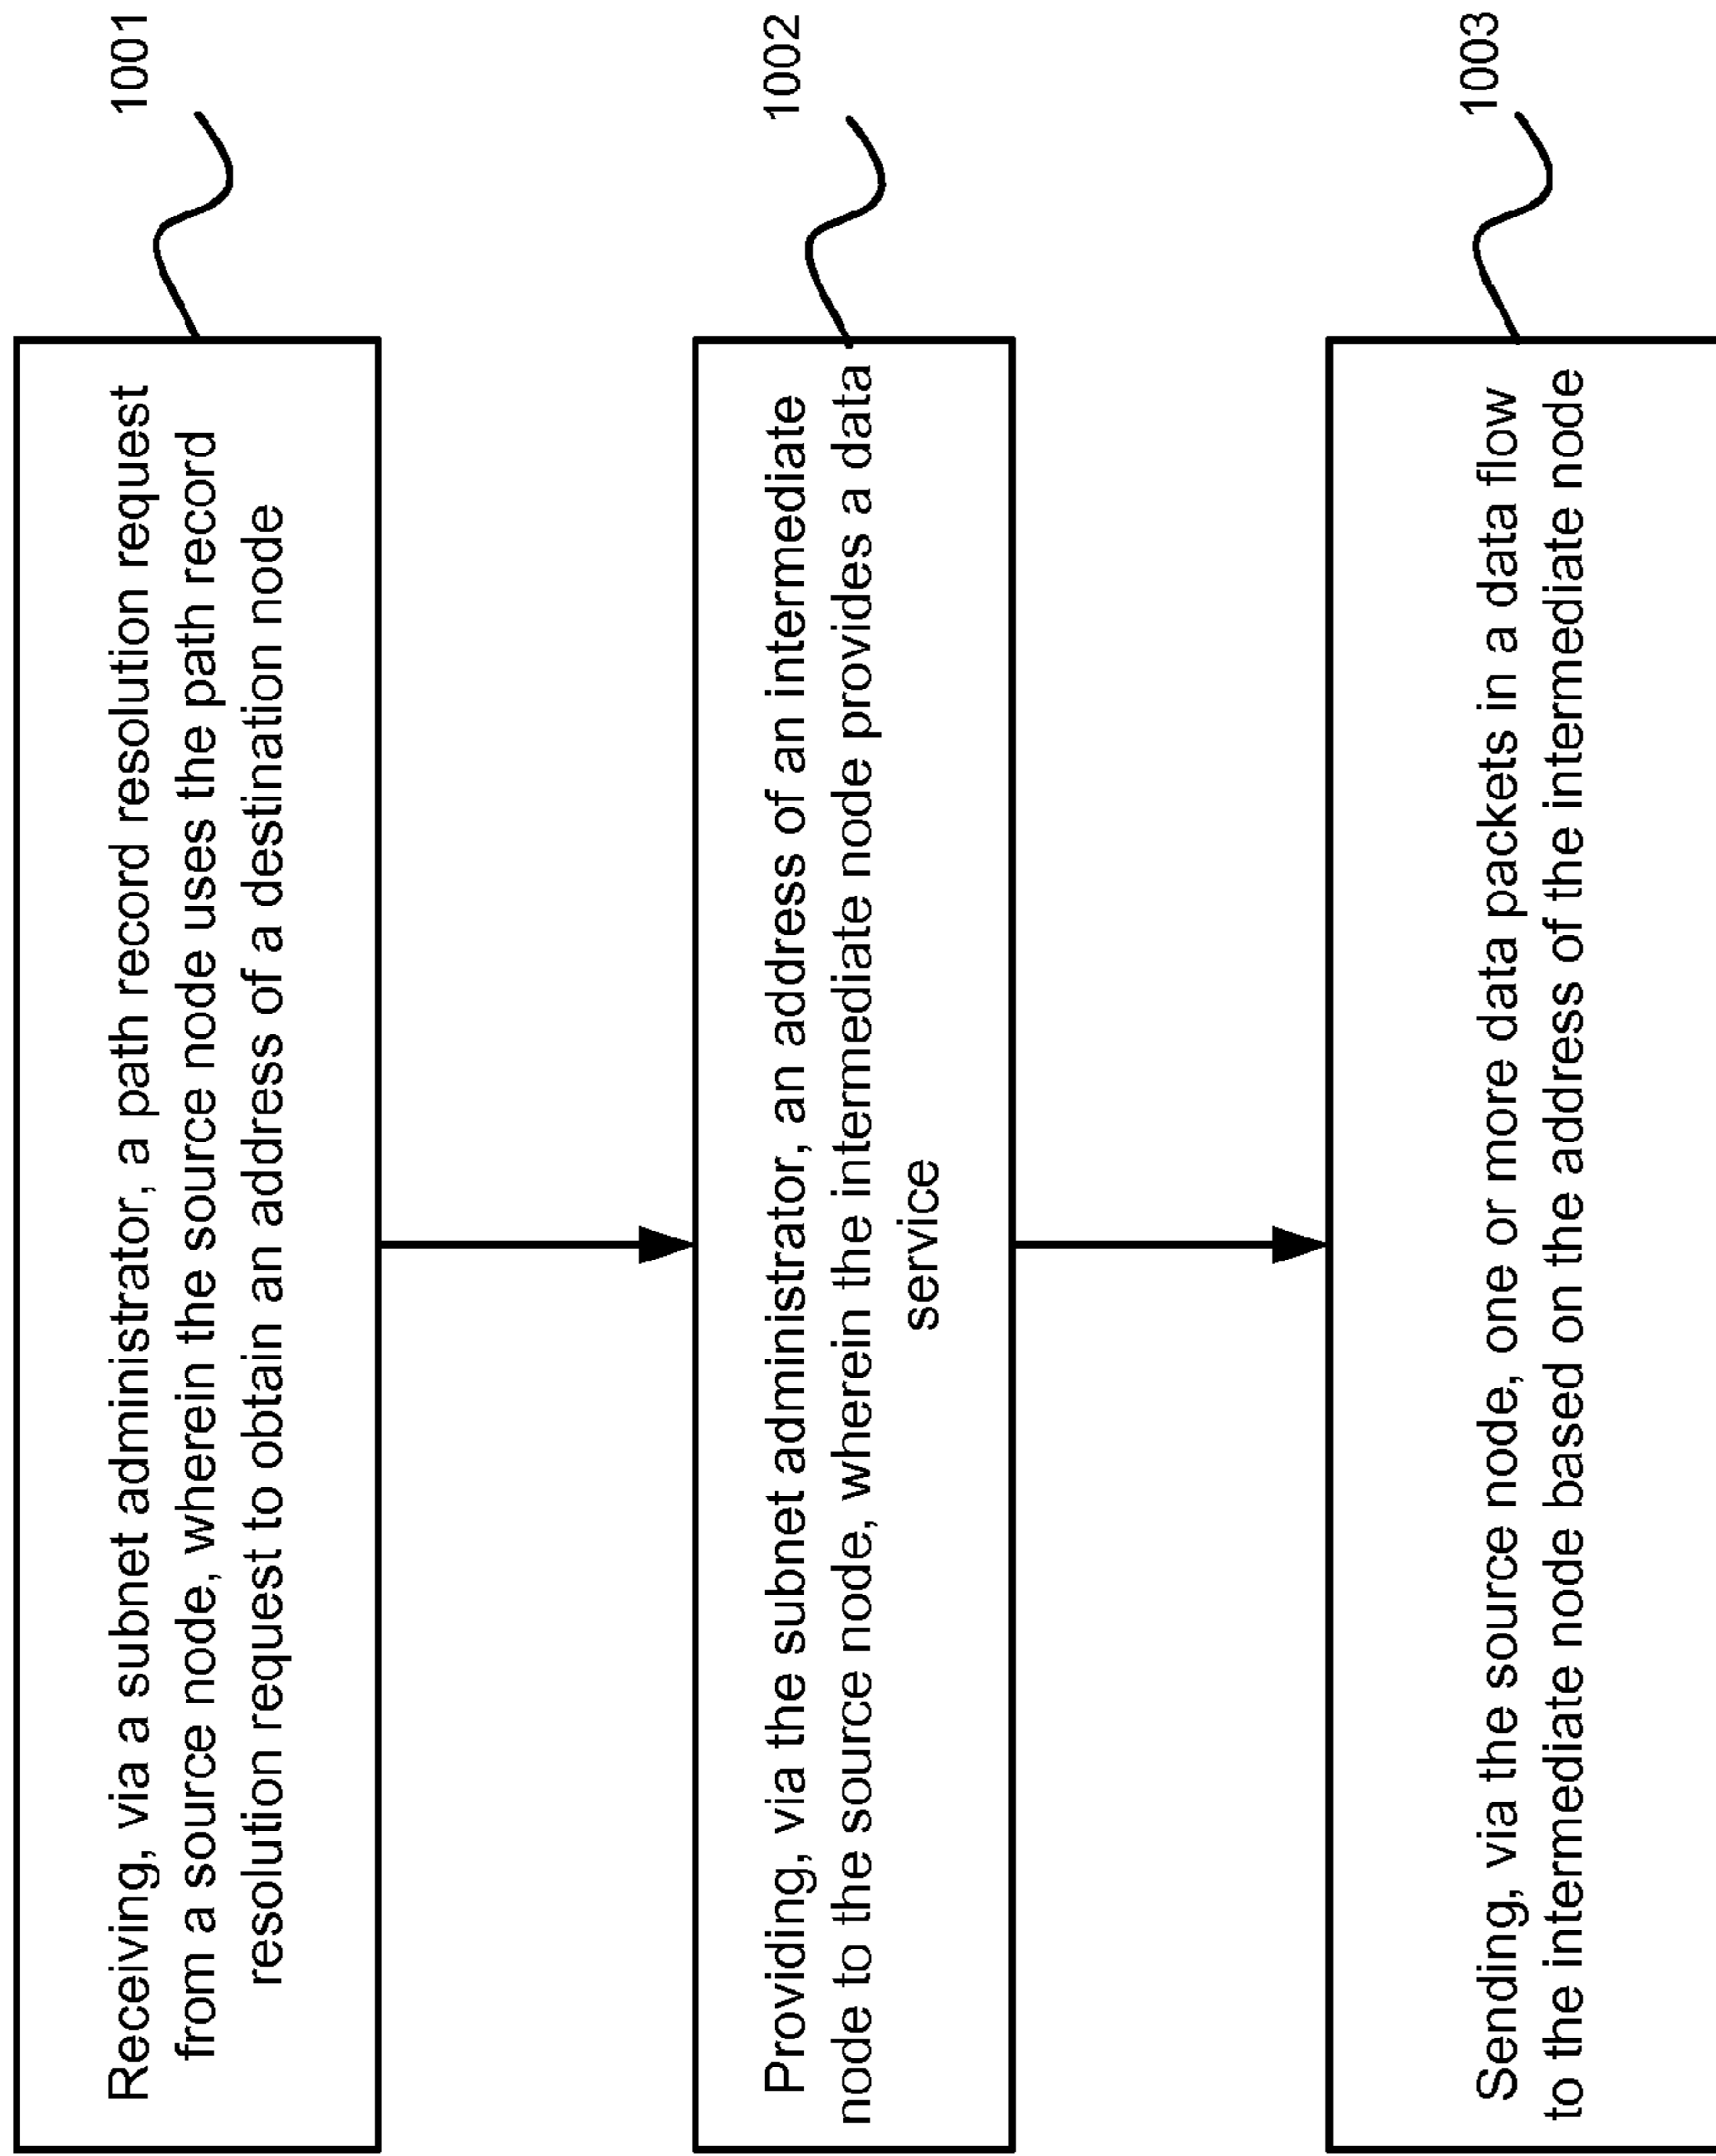 Receiving, via a subnet administrator, a path record resolution request
from a source node, wherein the source node uses the path record
resolution request to obtain an address of a destination node
1001
Providing, via the subnet administrator, an address of an intermediate
node to the source node, wherein the intermediate node provides a data
service
1002
Sending, via the source node, one or more data packets in a data flow
to the intermediate node based on the address of the intermediate node
1003